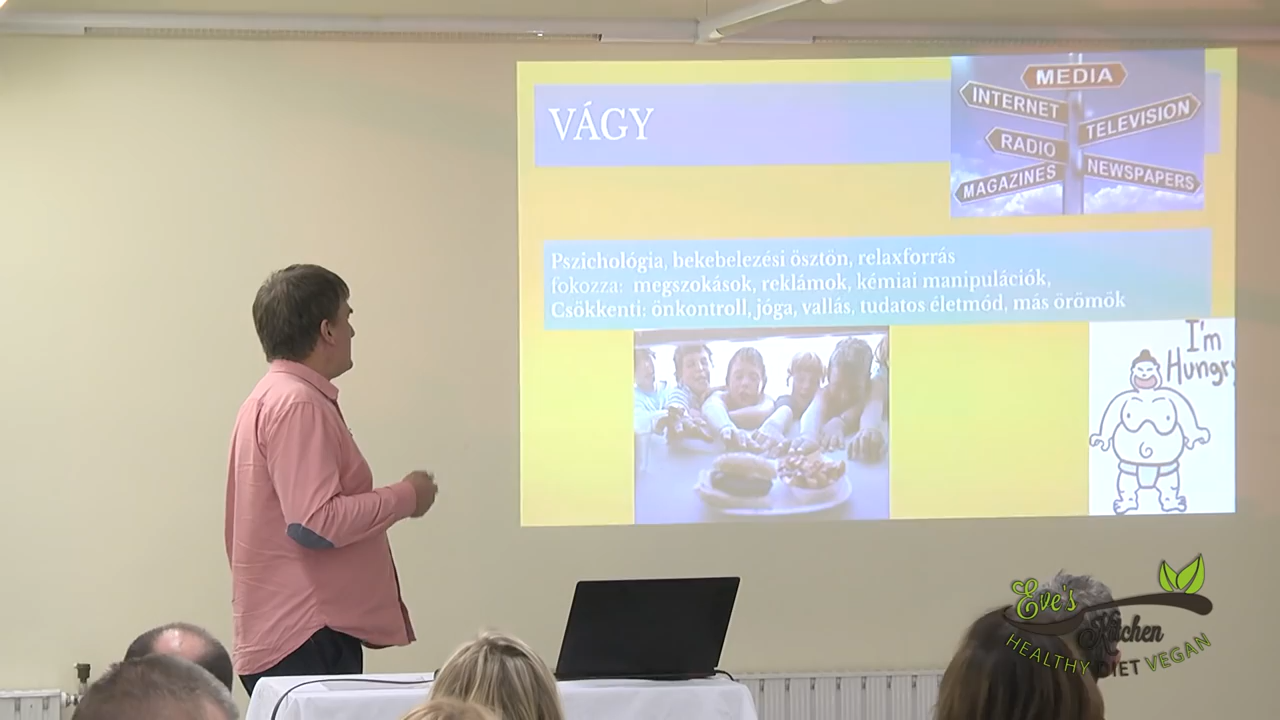 VÁGY
MEDIA
INTERNET
TELEVISION
RADIO
MAGAZINES
NEWSPAPERS
Pszichológia, bekebelezési ösztön, relaxforrás
fokozza: megszokások, reklámok, kémiai manipulációk,
Csökkenti: önkontroll, jóga, vallás, tudatos életmód, más örömök
I'm
Hungry
Eve's
Kitchen
HEALTHY DIET VEGAN